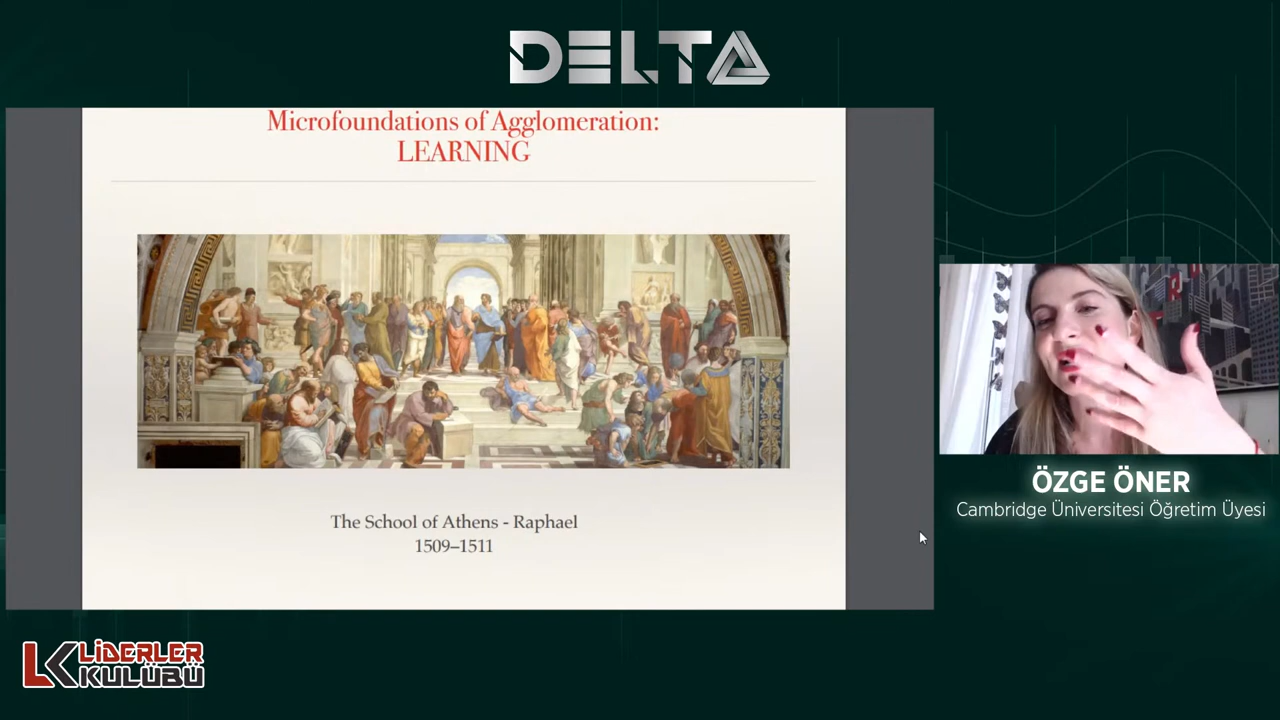 DELTA
Microfoundations of Agglomeration:
LEARNING
The School of Athens - Raphael
1509–1511
ÖZGE ÖNER
Cambridge Üniversitesi Öğretim Üyesi
LK LİDERLER
KULÜBÜ